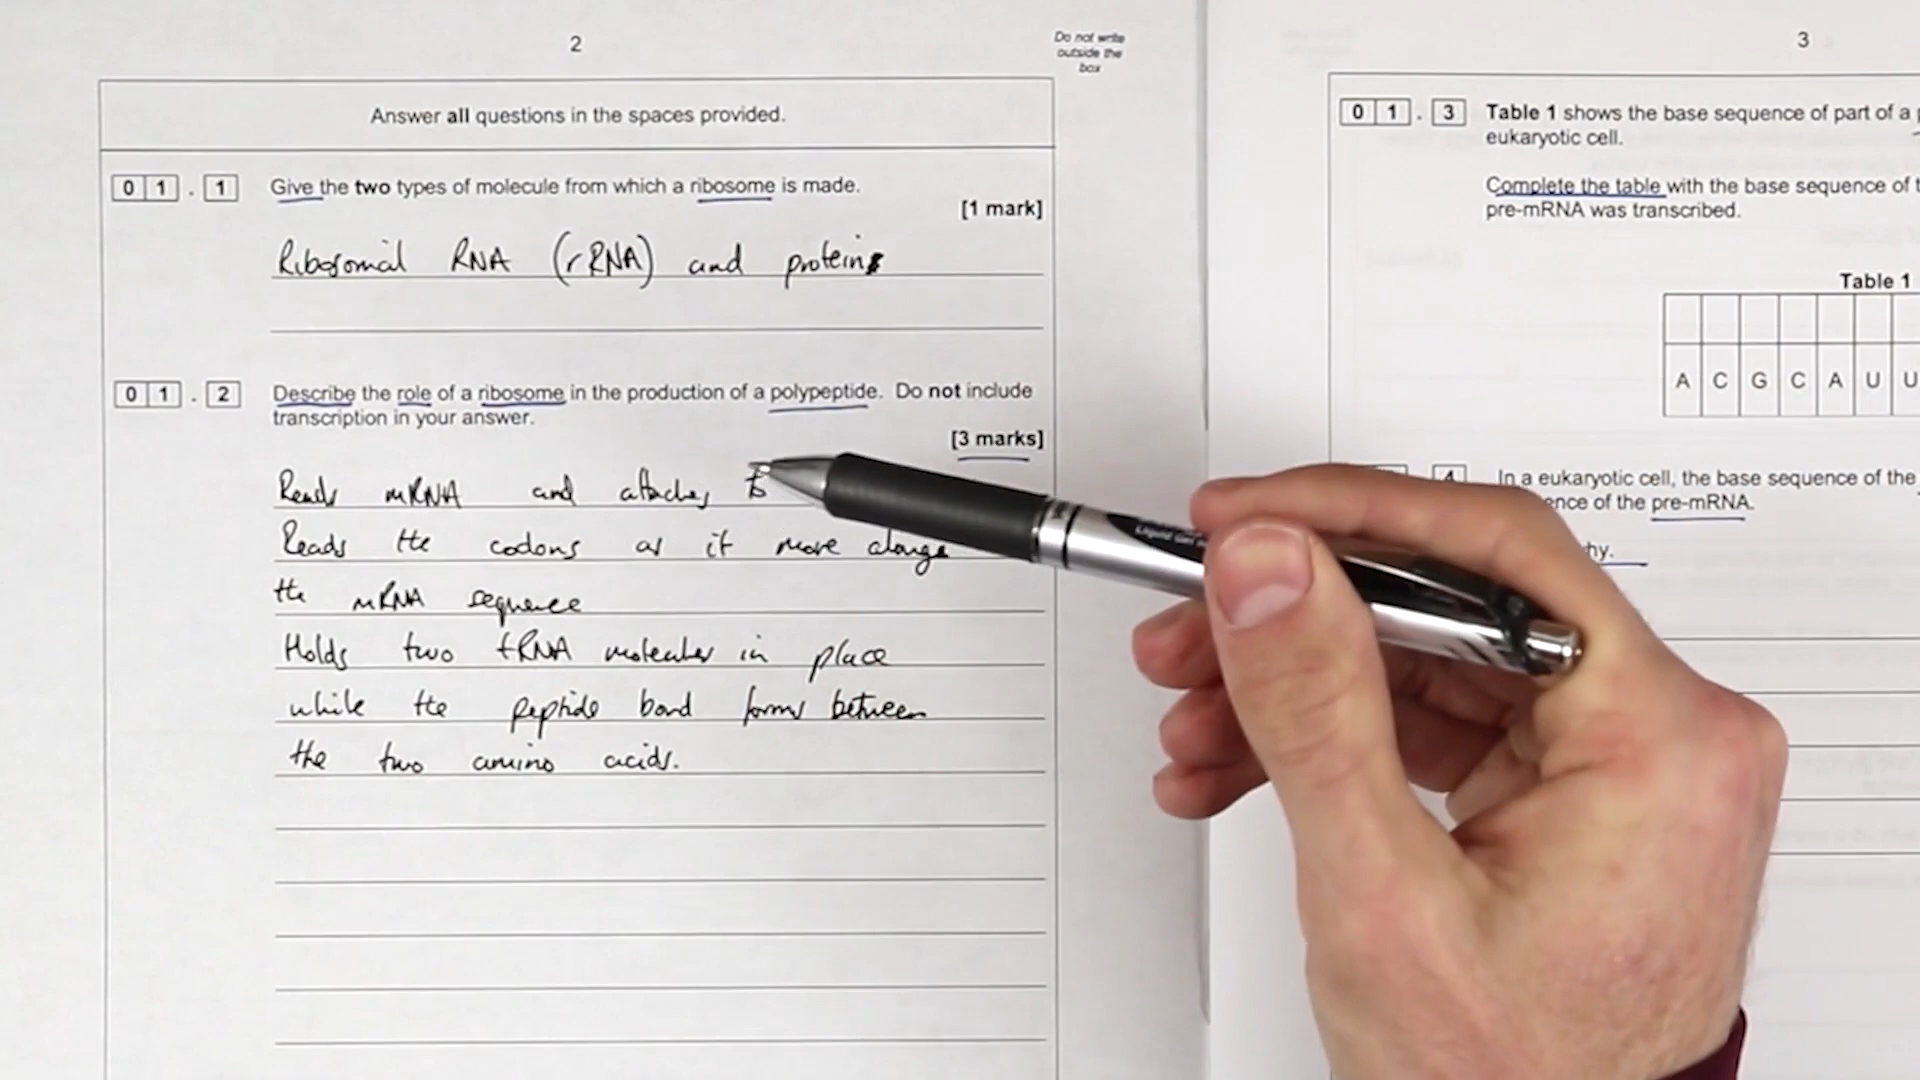 2
Do not write
outside the
box
Answer all questions in the spaces provided.
0 1 . 1 Give the two types of molecule from which a ribosome is made.
[1 mark]
Ribosomal RNA (rRNA) and proteins
0 1 . 2 Describe the role of a ribosome in the production of a polypeptide. Do not include
transcription in your answer.
[3 marks]
Reads mRNA and attaches to
Reads the codons as it move alonge
the mRNA sequence
Holds two tRNA molecules in place
while the peptide bond forms between
the two amino acids.
3
0 1 . 3 Table 1 shows the base sequence of part of a
eukaryotic cell.
Complete the table with the base sequence of
pre-mRNA was transcribed.
Table 1
A C G C A U U
4 In a eukaryotic cell, the base sequence of the
of the pre-mRNA.